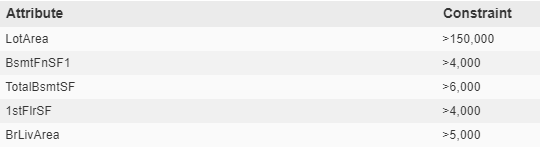 Attribute Constraint
LotArea >150,000
BsmtFnSF1 >4,000
TotalBsmtSF >6,000
1stFlrSF >4,000
BrLivArea >5,000